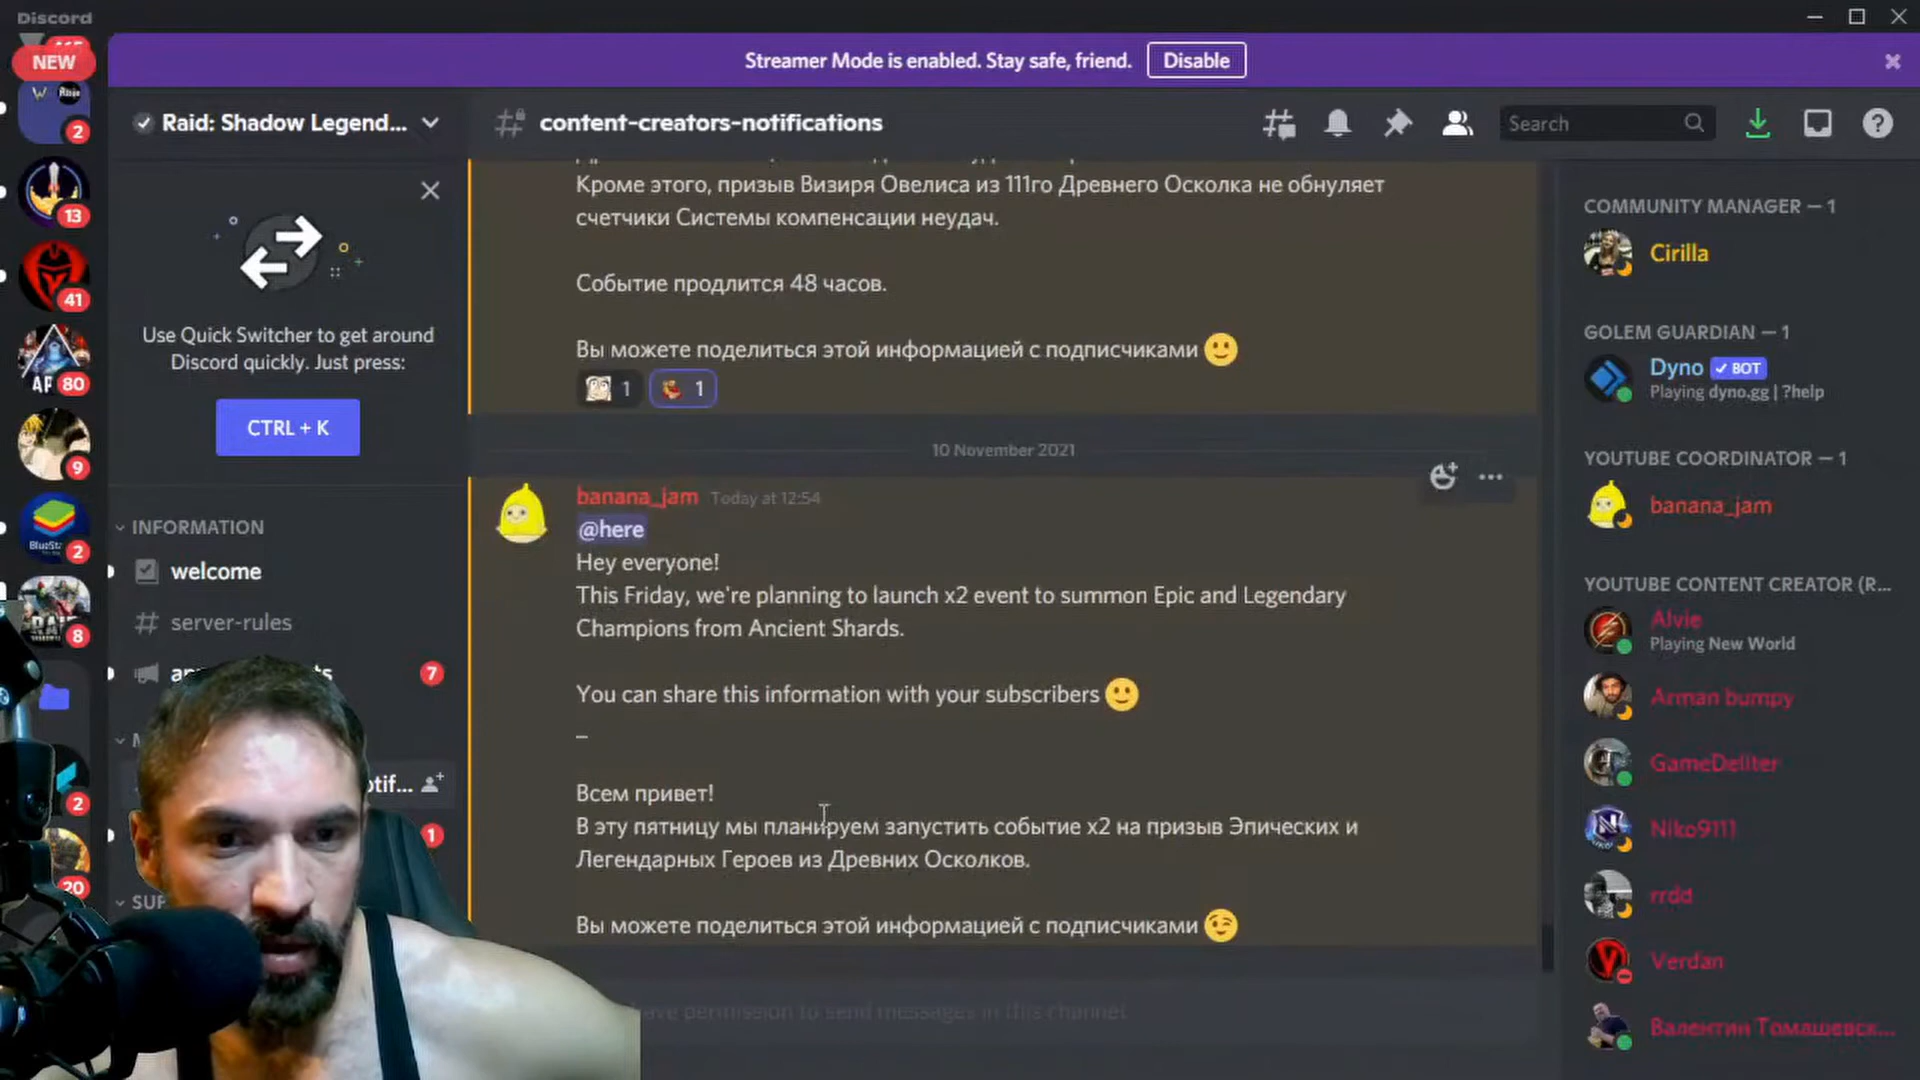 Discord
NEW
Streamer Mode is enabled. Stay safe, friend.
Disable
Raid: Shadow Legend...
content-creators-notifications
Search
2
13
41
80
9
2
8
2
20
Use Quick Switcher to get around
Discord quickly. Just press:
CTRL + K
INFORMATION
welcome
server-rules
7
1
Кроме этого, призыв Визиря Овелиса из 111го Древнего Осколка не обнуляет
счетчики Системы компенсации неудач.
Событие продлится 48 часов.
Вы можете поделиться этой информацией с подписчиками
1
1
10 November 2021
banana_jam Today at 12:54
@here
Hey everyone!
This Friday, we're planning to launch x2 event to summon Epic and Legendary
Champions from Ancient Shards.
You can share this information with your subscribers
–
Всем привет!
В эту пятницу мы планируем запустить событие x2 на призыв Эпических и
Легендарных Героев из Древних Осколков.
Вы можете поделиться этой информацией с подписчиками
have permission to send messages in this channel
COMMUNITY MANAGER — 1
Cirilla
GOLEM GUARDIAN — 1
Dyno BOT
Playing dyno.gg | ?help
YOUTUBE COORDINATOR — 1
banana_jam
YOUTUBE CONTENT CREATOR (R...
Alvie
Playing New World
Arman bumpy
GameDeliter
Niko9111
rrdd
Verdan
Валентин Томашевск...